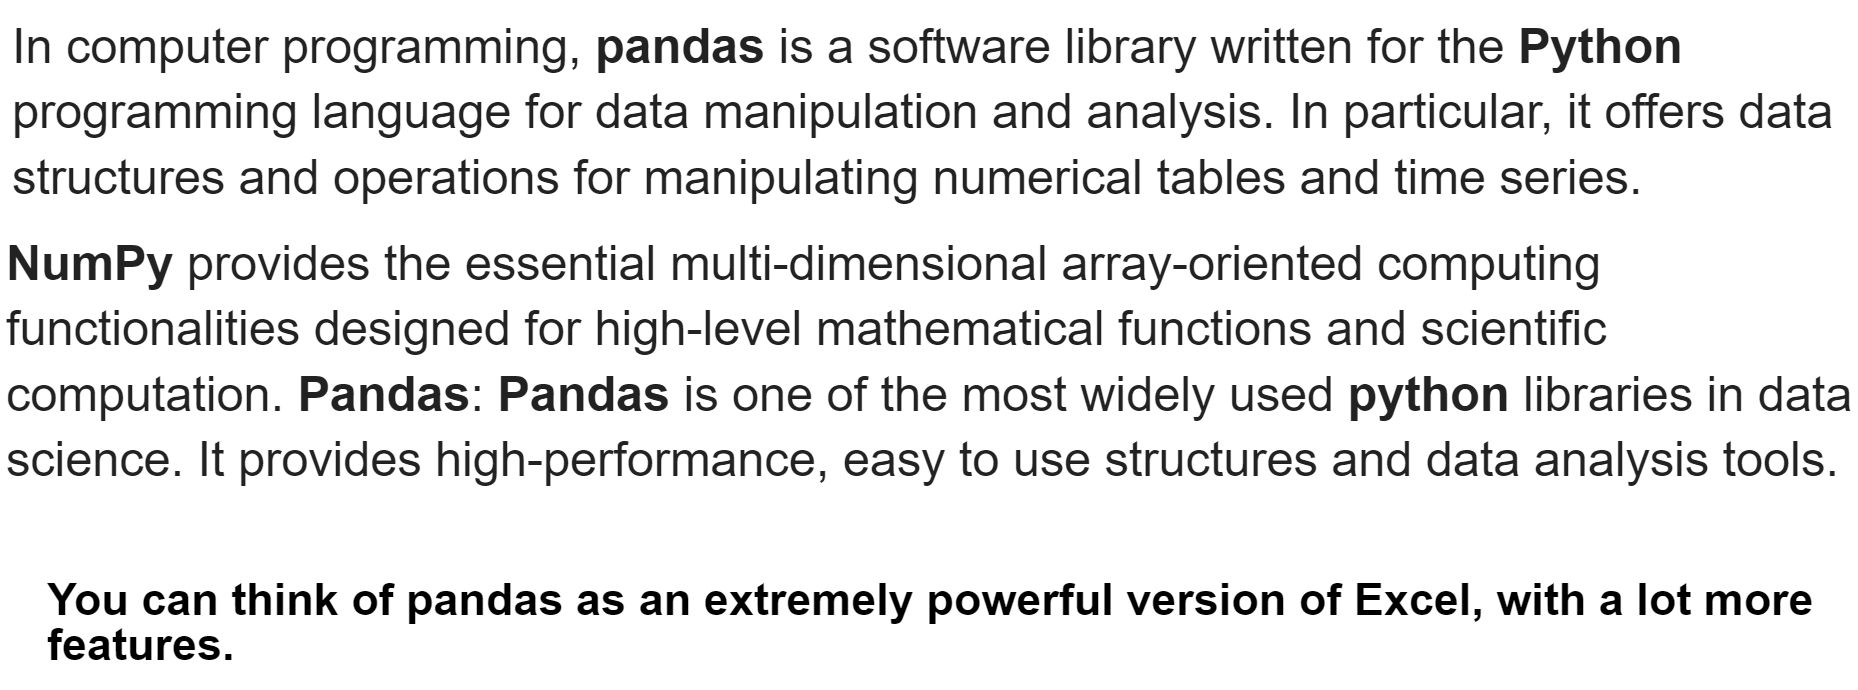 In computer programming, pandas is a software library written for the Python
programming language for data manipulation and analysis. In particular, it offers data
structures and operations for manipulating numerical tables and time series.
NumPy provides the essential multi-dimensional array-oriented computing
functionalities designed for high-level mathematical functions and scientific
computation. Pandas: Pandas is one of the most widely used python libraries in data
science. It provides high-performance, easy to use structures and data analysis tools.
You can think of pandas as an extremely powerful version of Excel, with a lot more
features.